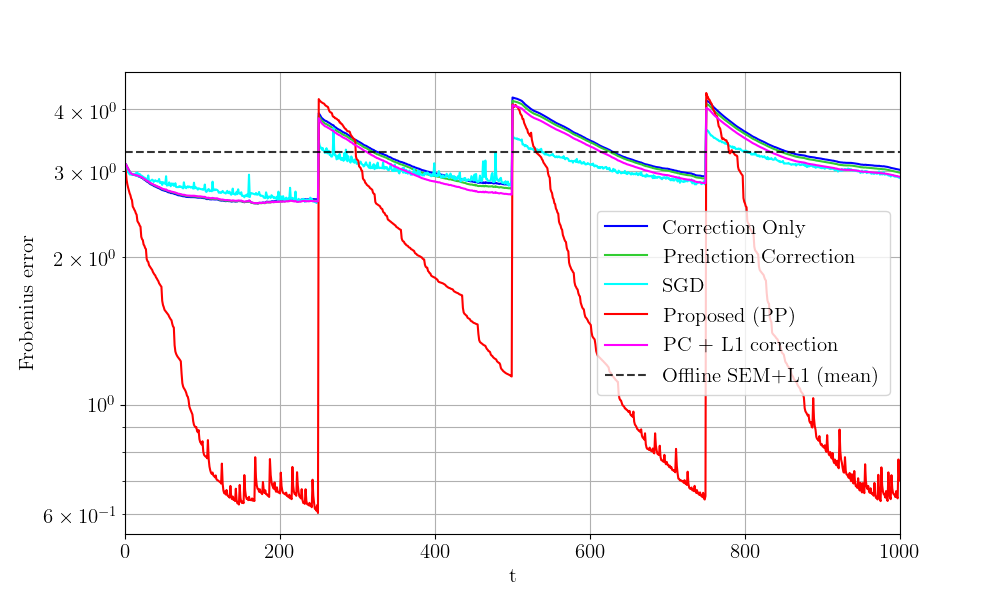 4 × 10⁰
3 × 10⁰
2 × 10⁰
10⁰
6 × 10⁻¹
Frobenius error
0
200
400
600
800
1000
t
Correction Only
Prediction Correction
SGD
Proposed (PP)
PC + L1 correction
Offline SEM+L1 (mean)